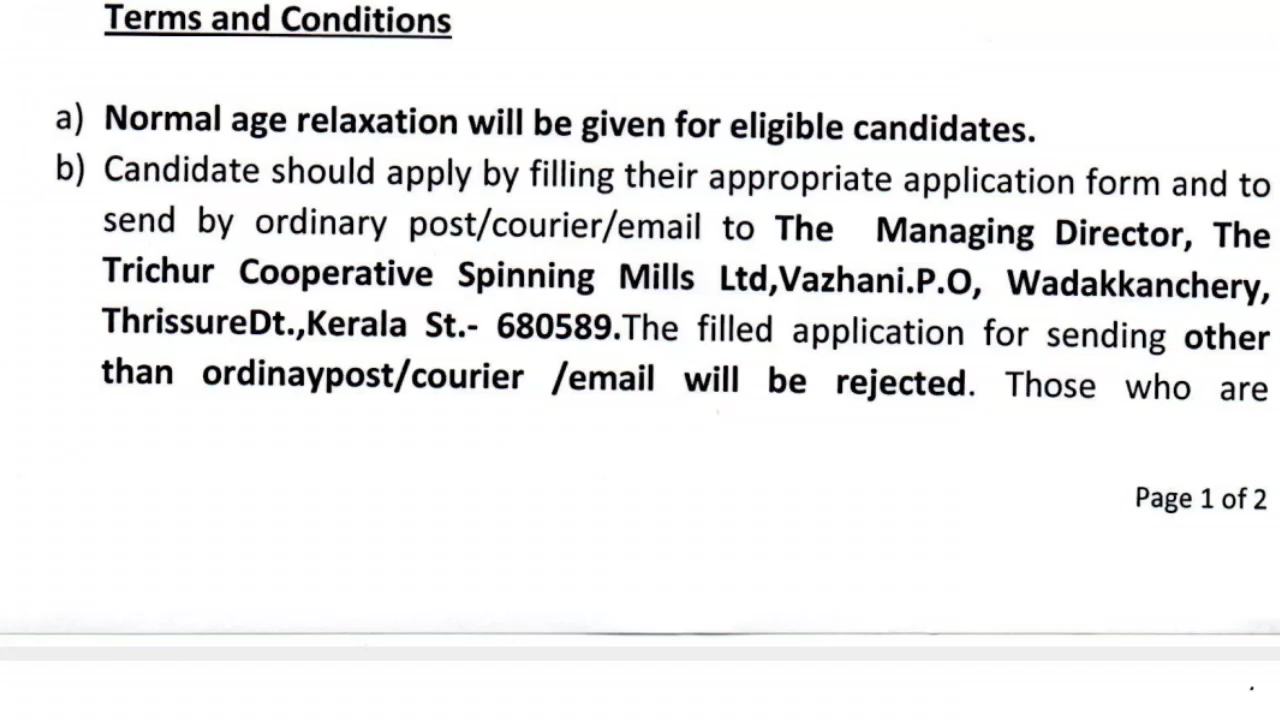 Terms and Conditions
a) Normal age relaxation will be given for eligible candidates.
b) Candidate should apply by filling their appropriate application form and to
send by ordinary post/courier/email to The Managing Director, The
Trichur Cooperative Spinning Mills Ltd,Vazhani.P.O, Wadakkanchery,
ThrissureDt.,Kerala St.- 680589.The filled application for sending other
than ordinaypost/courier /email will be rejected. Those who are
Page 1 of 2